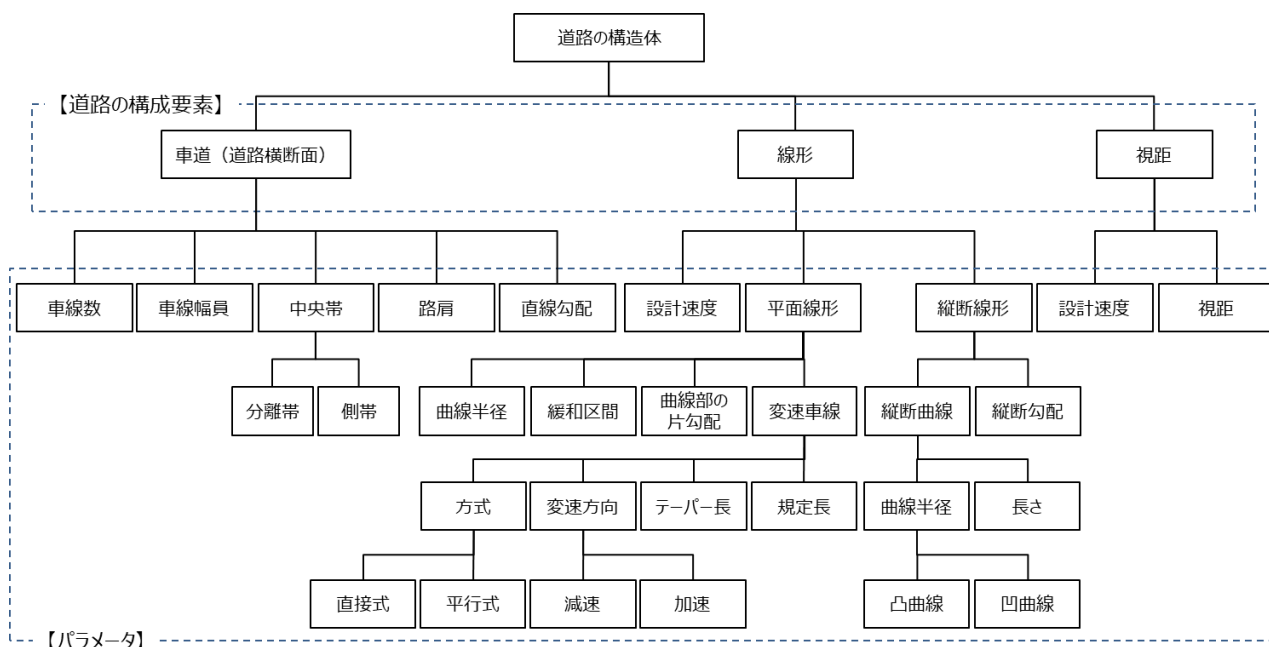 道路の構造体
【道路の構成要素】
車道（道路横断面）
線形
視距
車線数
車線幅員
中央帯
路肩
直線勾配
設計速度
平面線形
縦断線形
設計速度
視距
分離帯
側帯
曲線半径
緩和区間
曲線部の
片勾配
変速車線
縦断曲線
縦断勾配
方式
変速方向
テーパー長
規定長
曲線半径
長さ
直接式
平行式
減速
加速
凸曲線
凹曲線
【パラメータ】